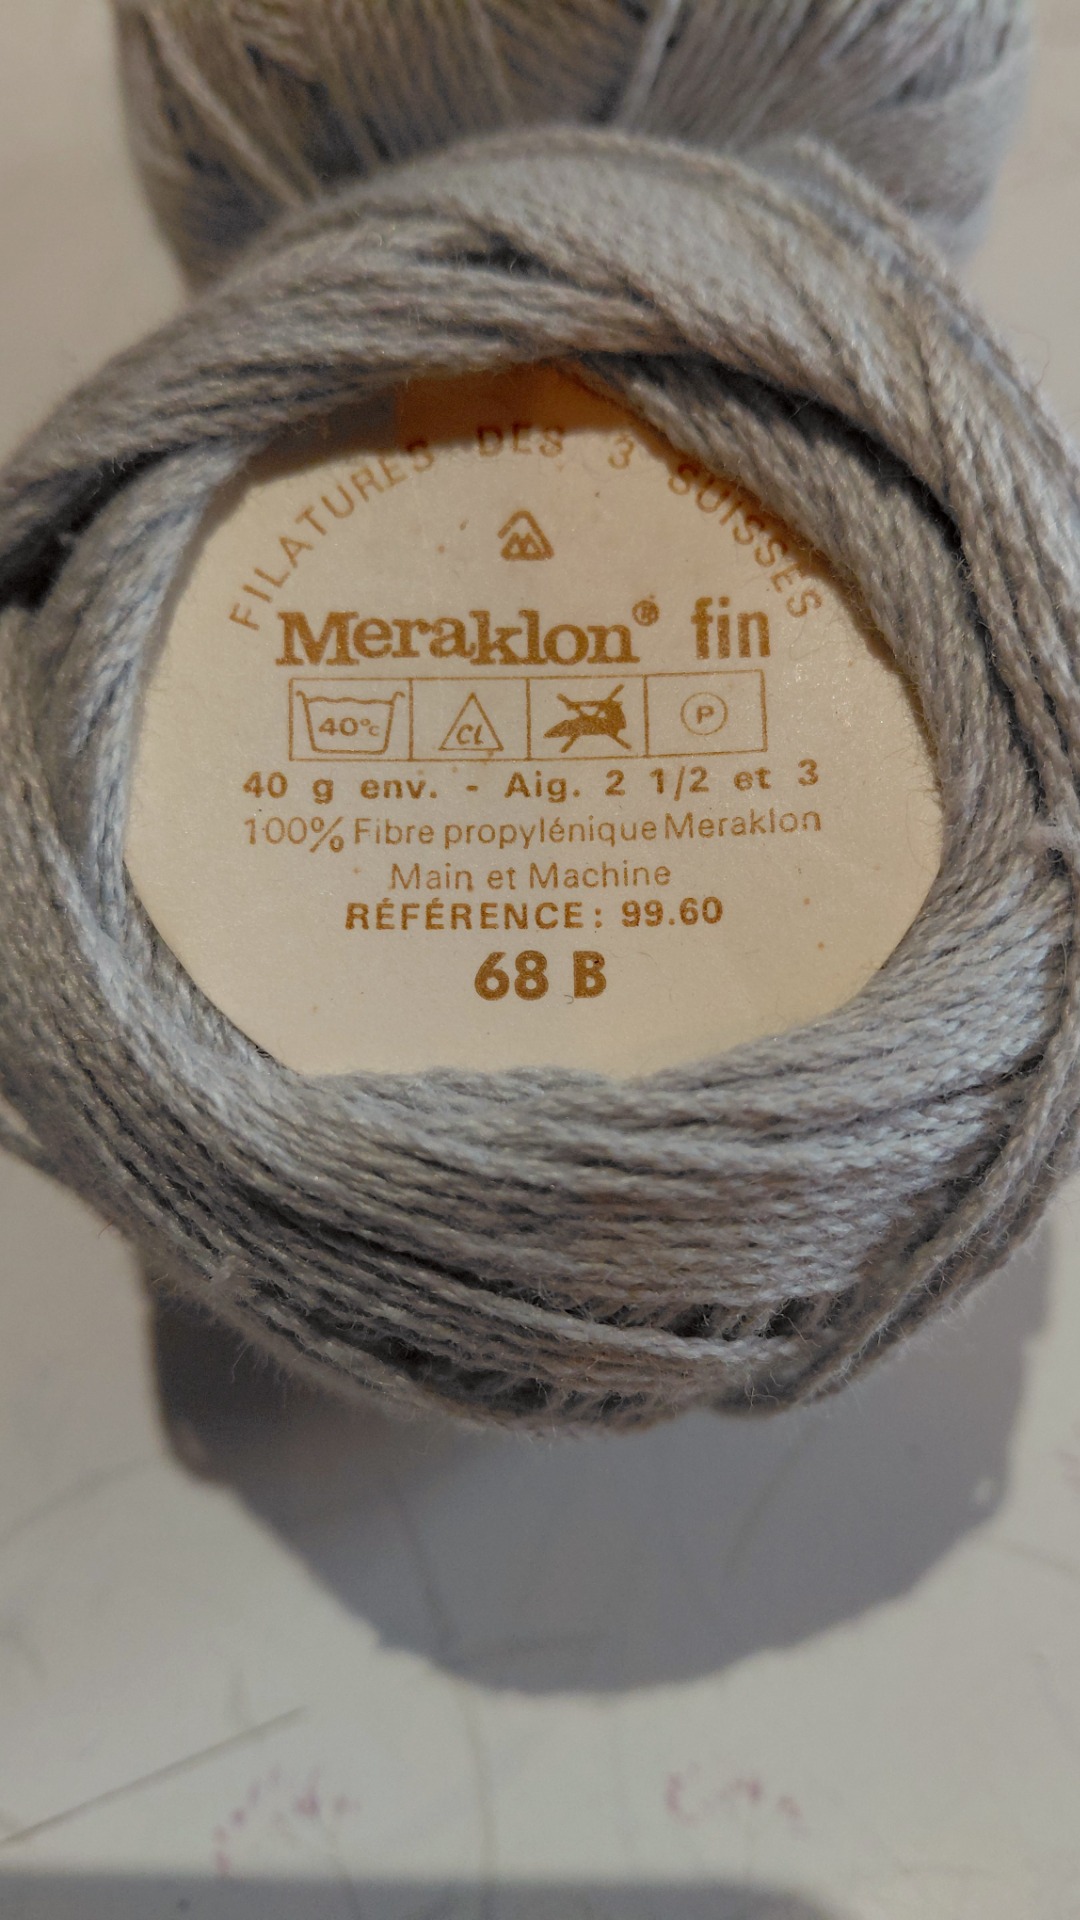 FILATURES DES 3 SUISSES
Meraklon® fin
40°c Cl P
40 g env. - Aig. 2 1/2 et 3
100% Fibre propylénique Meraklon
Main et Machine
RÉFÉRENCE: 99.60
68 B